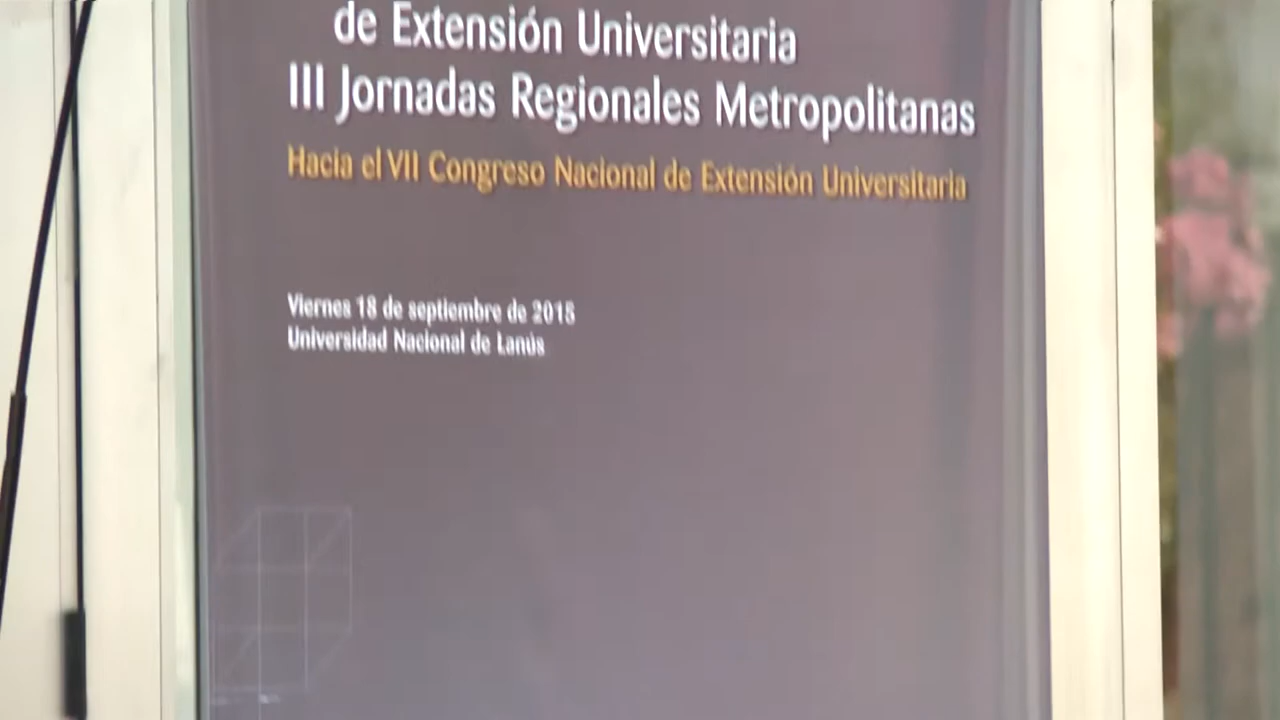 de Extensión Universitaria
III Jornadas Regionales Metropolitanas
Hacia el VII Congreso Nacional de Extensión Universitaria
Viernes 18 de septiembre de 2015
Universidad Nacional de Lanús